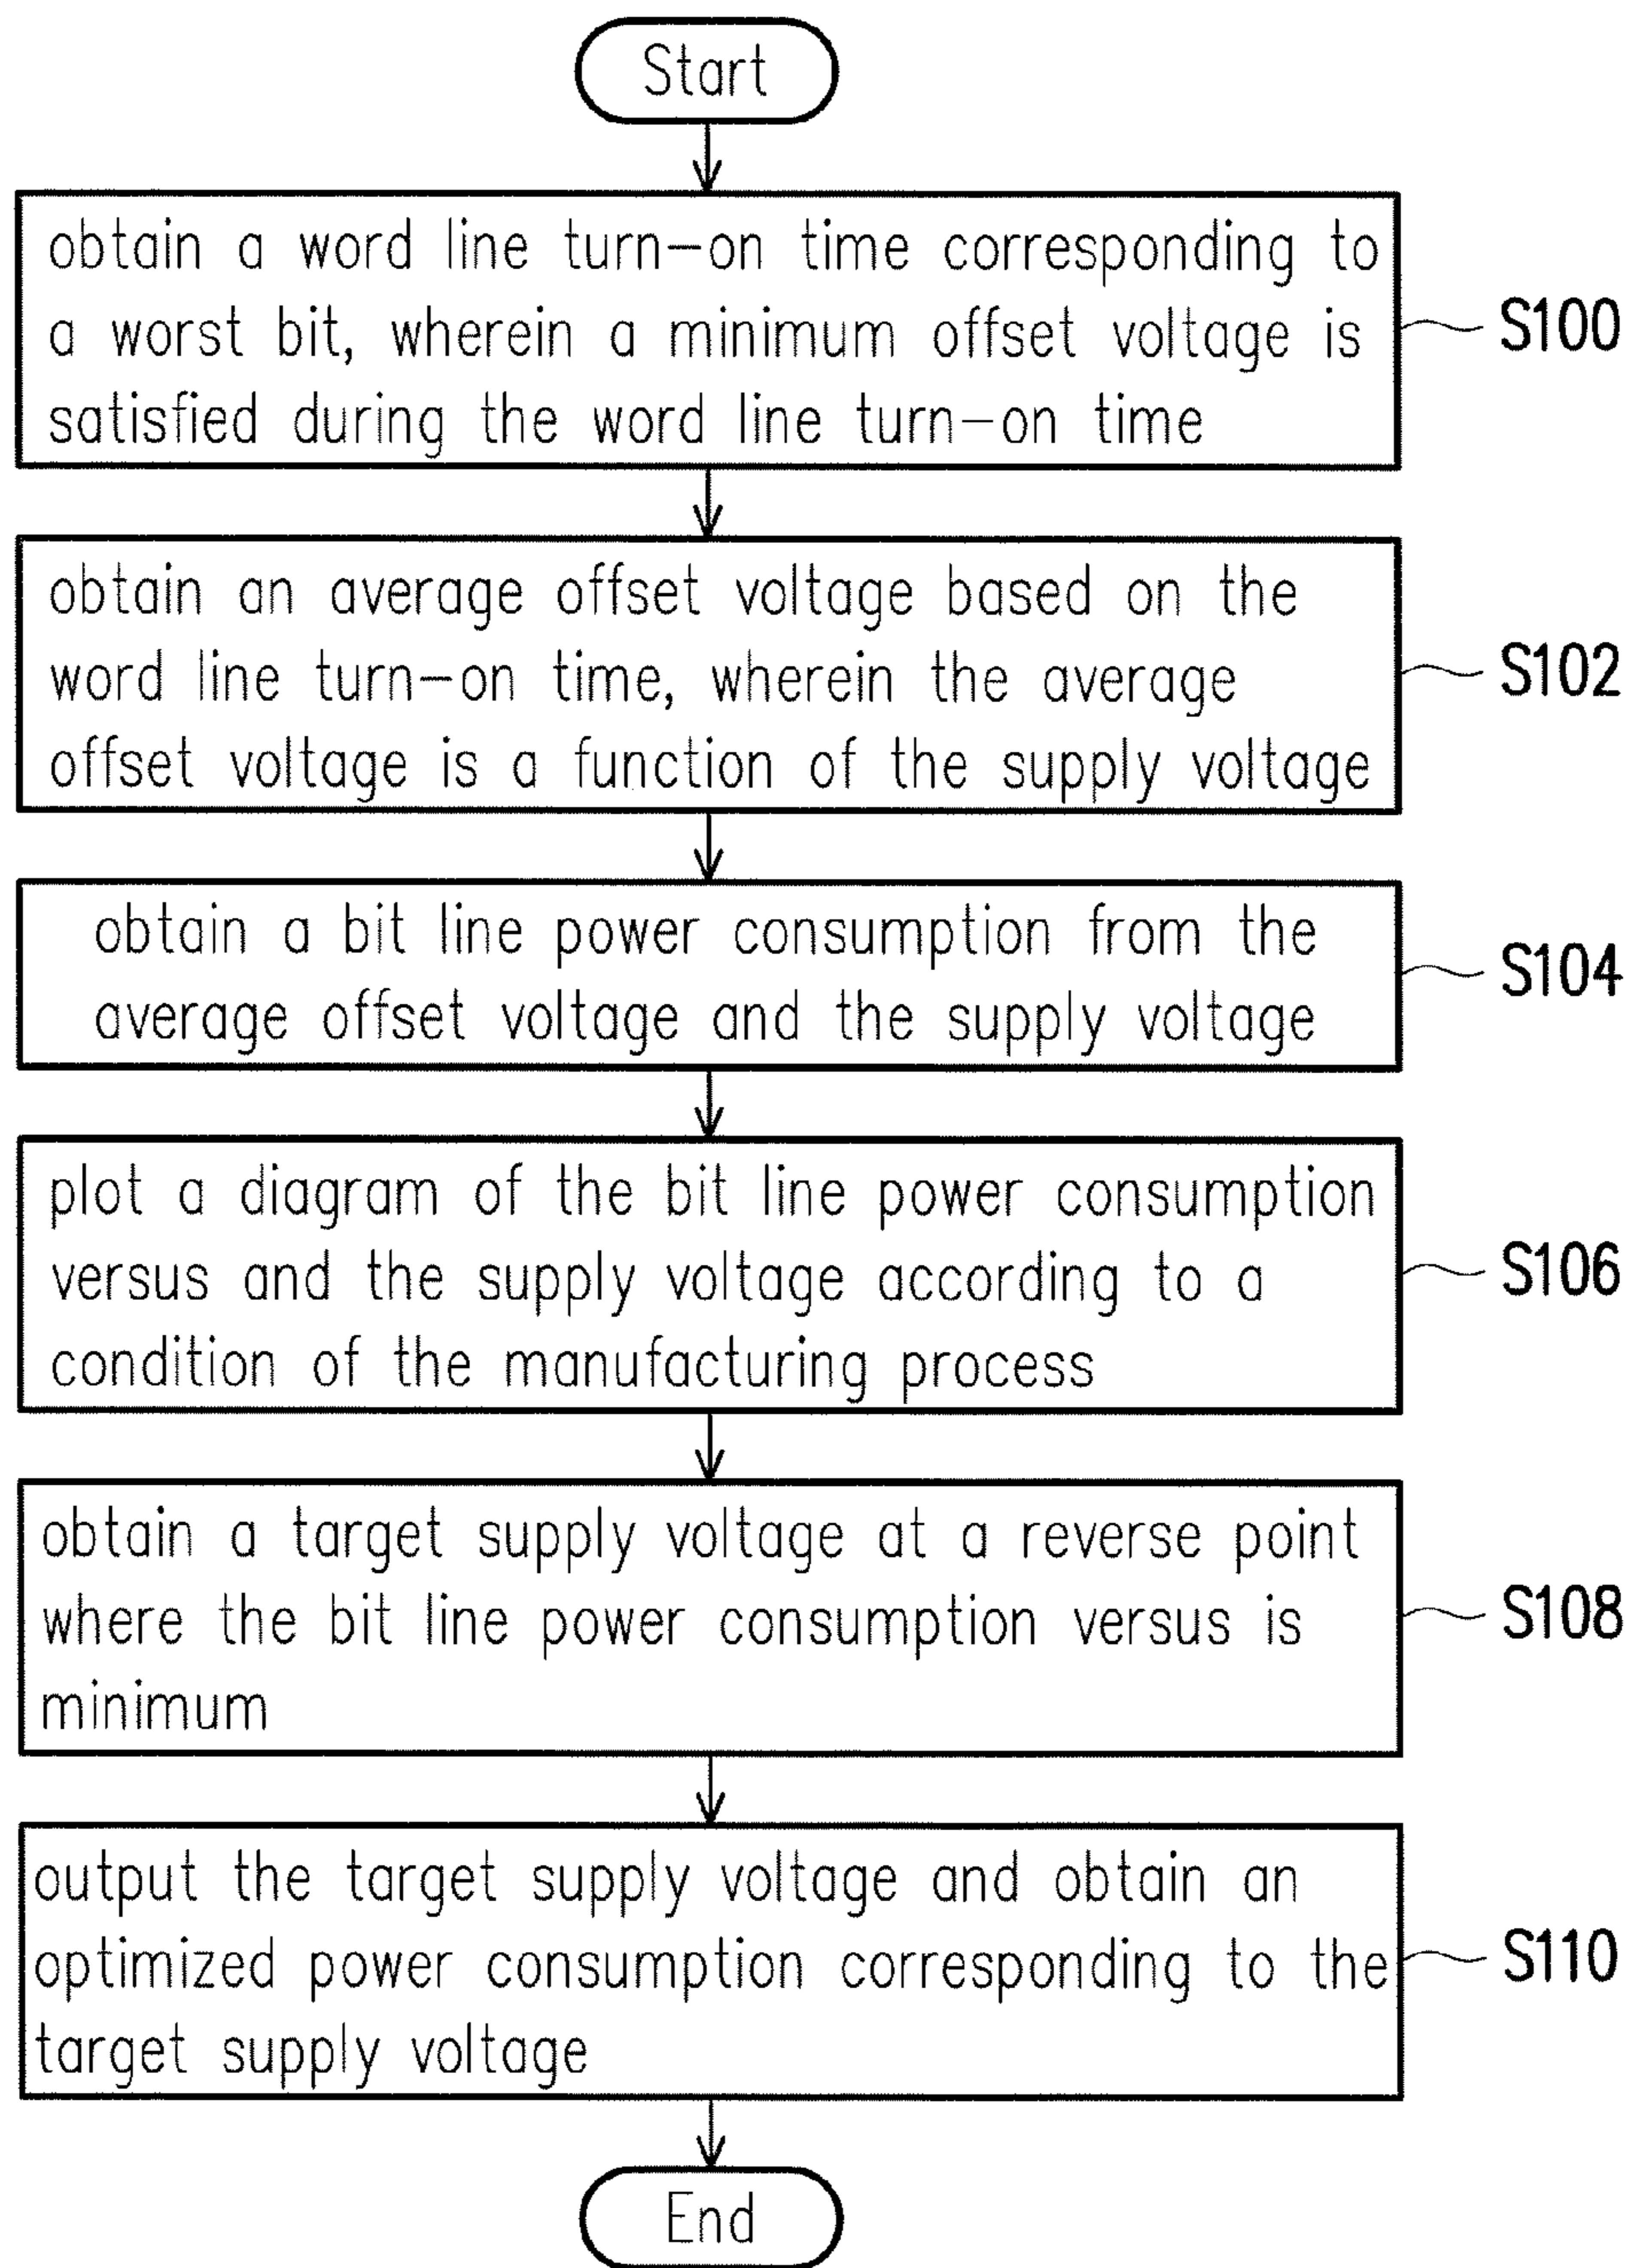 Start
obtain a word line turn-on time corresponding to
a worst bit, wherein a minimum offset voltage is
satisfied during the word line turn-on time
S100
obtain an average offset voltage based on the
word line turn-on time, wherein the average
offset voltage is a function of the supply voltage
S102
obtain a bit line power consumption from the
average offset voltage and the supply voltage
S104
plot a diagram of the bit line power consumption
versus and the supply voltage according to a
condition of the manufacturing process
S106
obtain a target supply voltage at a reverse point
where the bit line power consumption versus is
minimum
S108
output the target supply voltage and obtain an
optimized power consumption corresponding to the
target supply voltage
S110
End